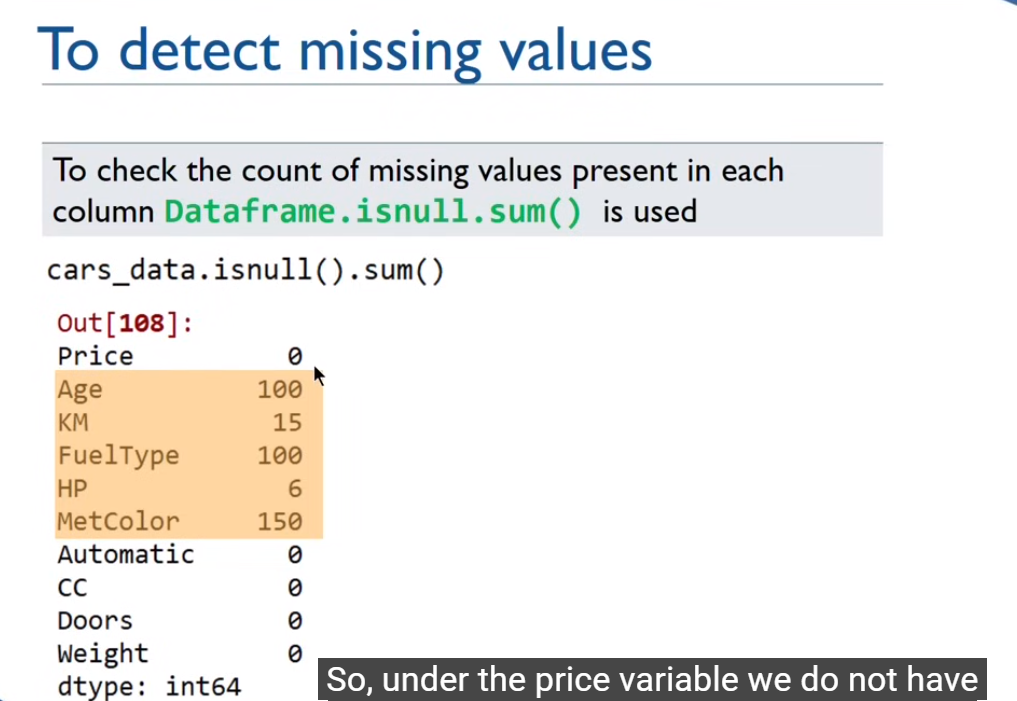 To detect missing values
To check the count of missing values present in each
column Dataframe.isnull.sum() is used
cars_data.isnull().sum()
Out[108]:
Price 0
Age 100
KM 15
FuelType 100
HP 6
MetColor 150
Automatic 0
CC 0
Doors 0
Weight 0
dtype: int64
So, under the price variable we do not have